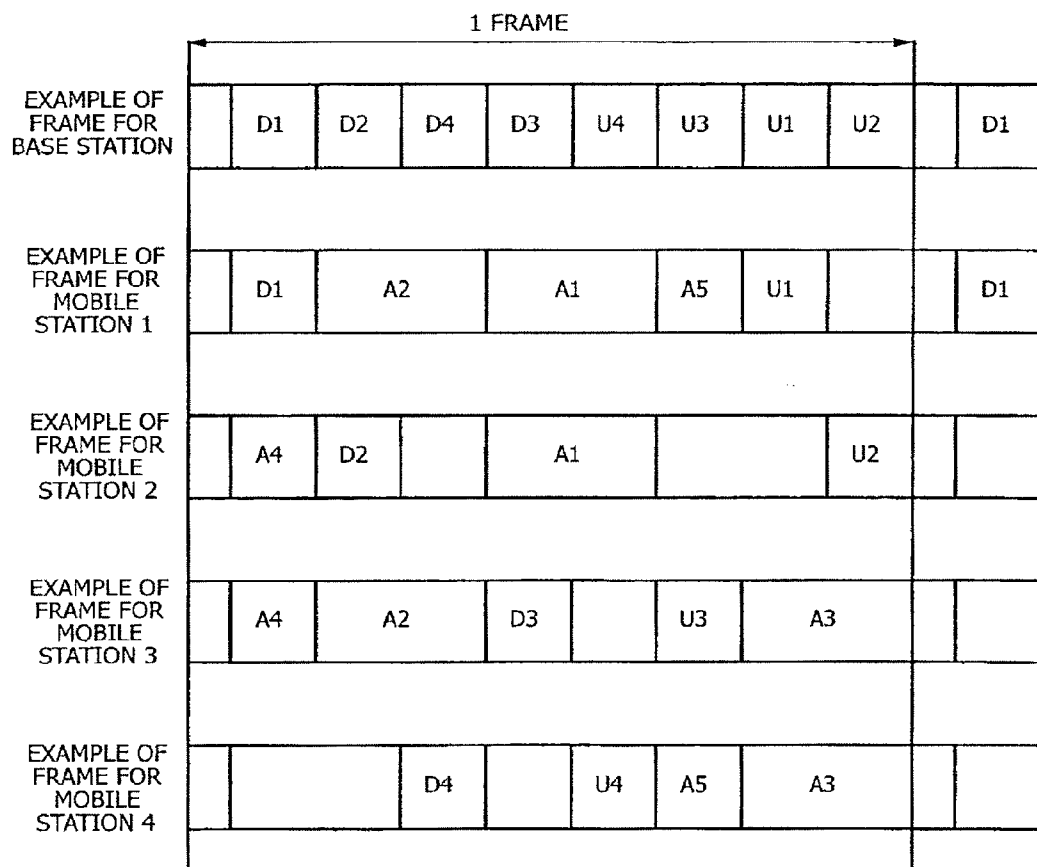 1 FRAME
EXAMPLE OF
FRAME FOR
BASE STATION
D1 D2 D4 D3 U4 U3 U1 U2 D1
EXAMPLE OF
FRAME FOR
MOBILE
STATION 1
D1 A2 A1 A5 U1 D1
EXAMPLE OF
FRAME FOR
MOBILE
STATION 2
A4 D2 A1 U2
EXAMPLE OF
FRAME FOR
MOBILE
STATION 3
A4 A2 D3 U3 A3
EXAMPLE OF
FRAME FOR
MOBILE
STATION 4
D4 U4 A5 A3